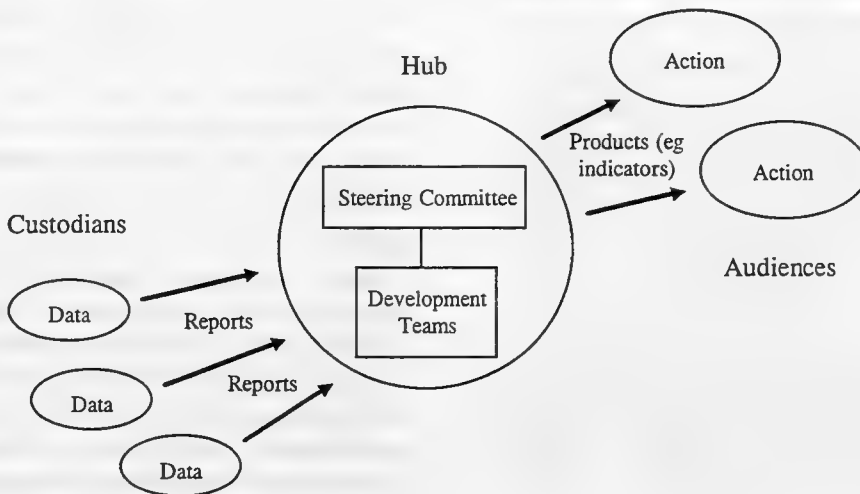 Hub
Action
Products (eg
indicators)
Action
Steering Committee
Custodians
Audiences
Development
Teams
Data
Reports
Data
Reports
Data